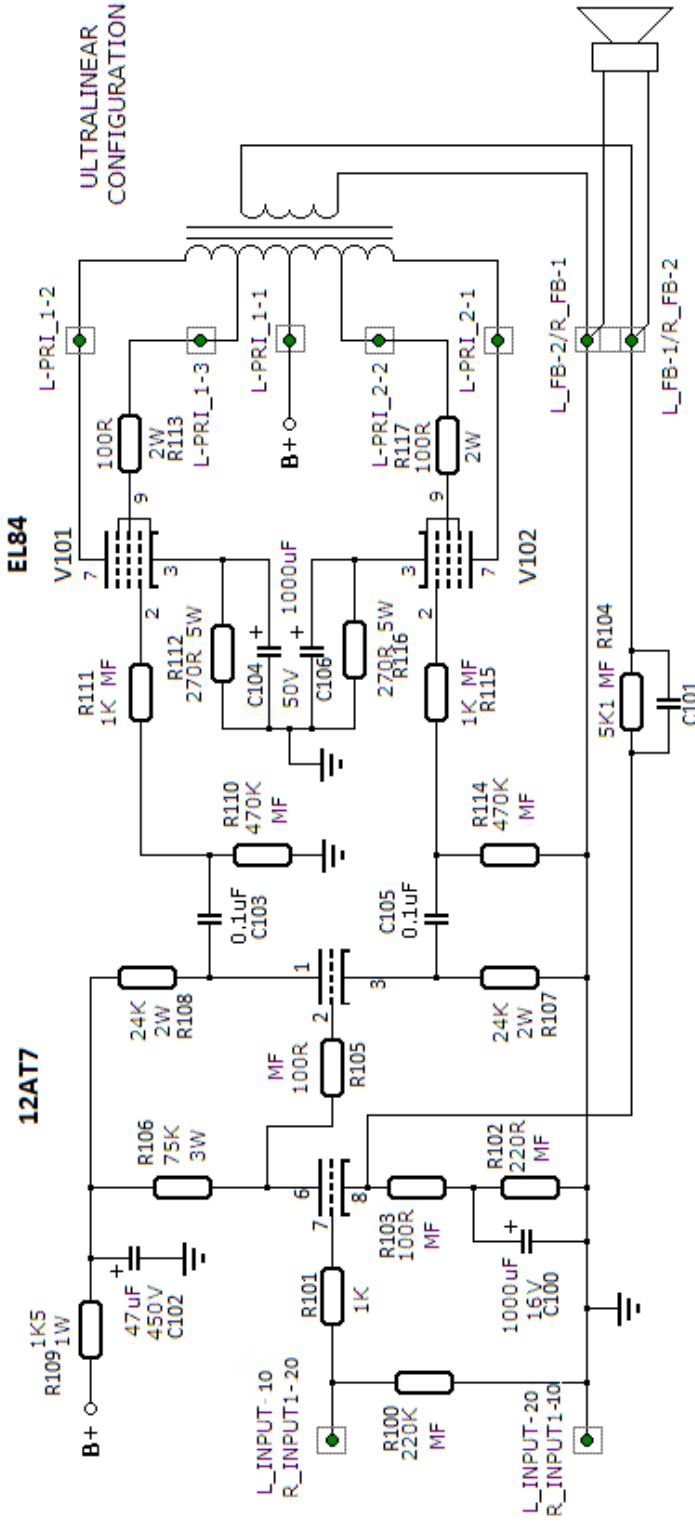 12AT7
EL84
ULTRALINEAR
CONFIGURATION
B+
1K5
1W
R109
47uF
450V
C102
+
R106
75K
3W
24K
2W
R108
0.1uF
C103
R110
470K
MF
R111
1K MF
V101
7
2
3
9
100R
2W
R113
L-PRI_1-2
L-PRI_1-3
L-PRI_1-1
B+
L-PRI_2-2
L-PRI_2-1
R117
100R
2W
R112
270R 5W
C104
+
1000uF
50V
+
C106
270R 5W
R116
3
9
2
7
V102
1K MF
R115
C105
0.1uF
R114
470K
MF
MF
100R
R105
1
2
3
24K
2W
R107
6
7
8
R101
1K
R103
100R
MF
R102
220R
MF
+
1000uF
16V
C100
R100
220K
MF
L_INPUT-10
R_INPUT1-20
L_INPUT-20
R_INPUT1-10
5K1 MF R104
C101
L_FB-2/R_FB-1
L_FB-1/R_FB-2